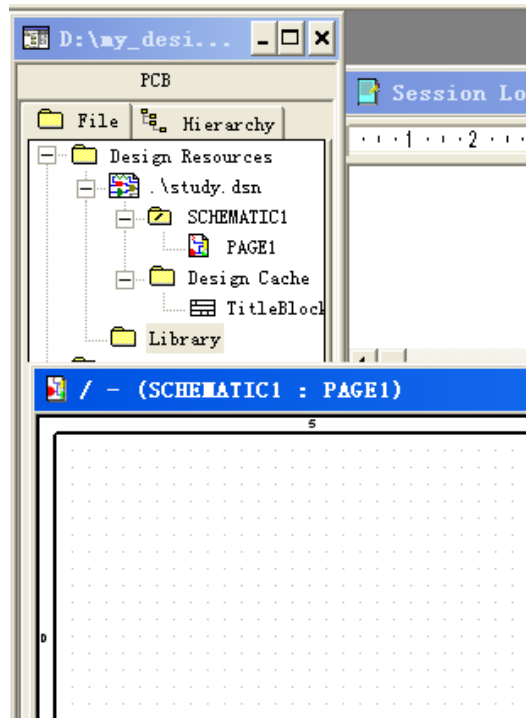 D:\my_desi...
PCB
Session Lo
File
Hierarchy
1 2
Design Resources
.\study.dsn
SCHEMATIC1
PAGE1
Design Cache
TitleBlock
Library
/ - (SCHEMATIC1 : PAGE1)
5
D